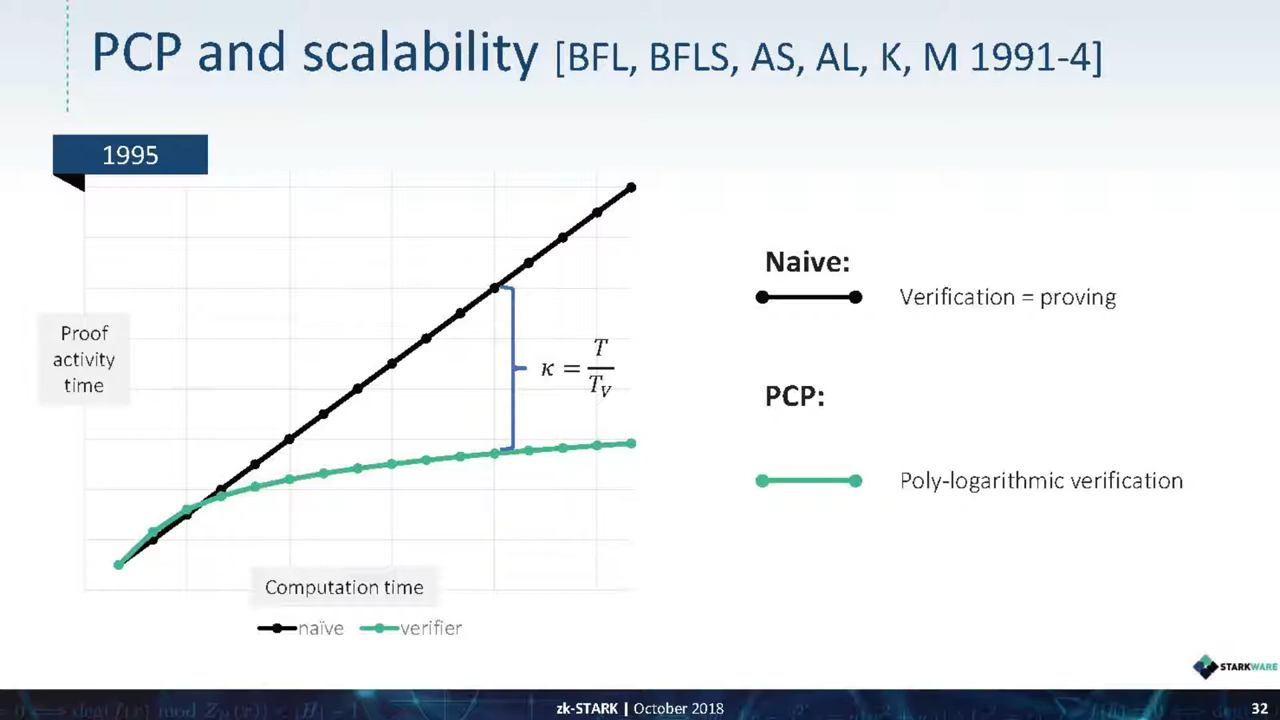 PCP and scalability [BFL, BFLS, AS, AL, K, M 1991-4]
1995
Proof
activity
time
κ = T/T_V
Computation time
naïve verifier
Naive:
Verification = proving
PCP:
Poly-logarithmic verification
STARKWARE
zk-STARK | October 2018
32